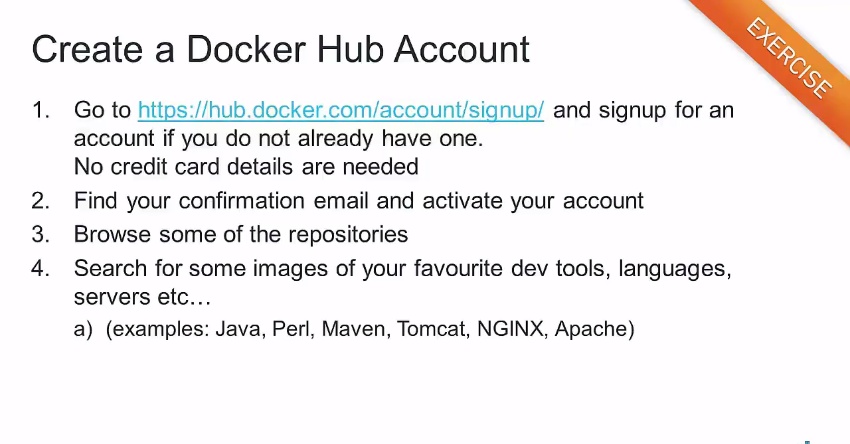 Create a Docker Hub Account
EXERCISE
1. Go to https://hub.docker.com/account/signup/ and signup for an
account if you do not already have one.
No credit card details are needed
2. Find your confirmation email and activate your account
3. Browse some of the repositories
4. Search for some images of your favourite dev tools, languages,
servers etc…
a) (examples: Java, Perl, Maven, Tomcat, NGINX, Apache)